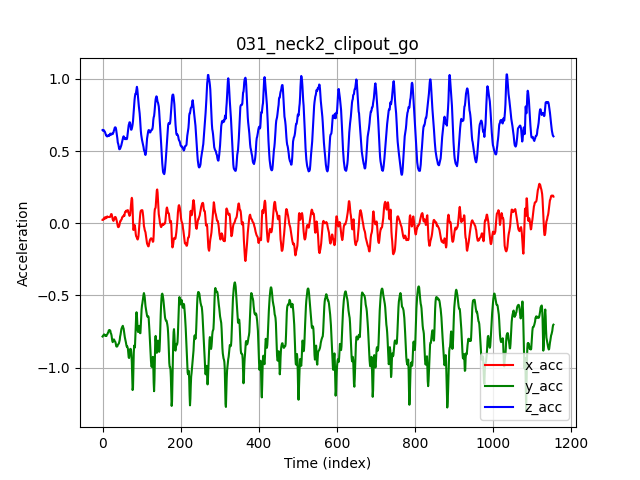 031_neck2_clipout_go
Acceleration
1.0
0.5
0.0
−0.5
−1.0
x_acc
y_acc
z_acc
0 200 400 600 800 1000 1200
Time (index)